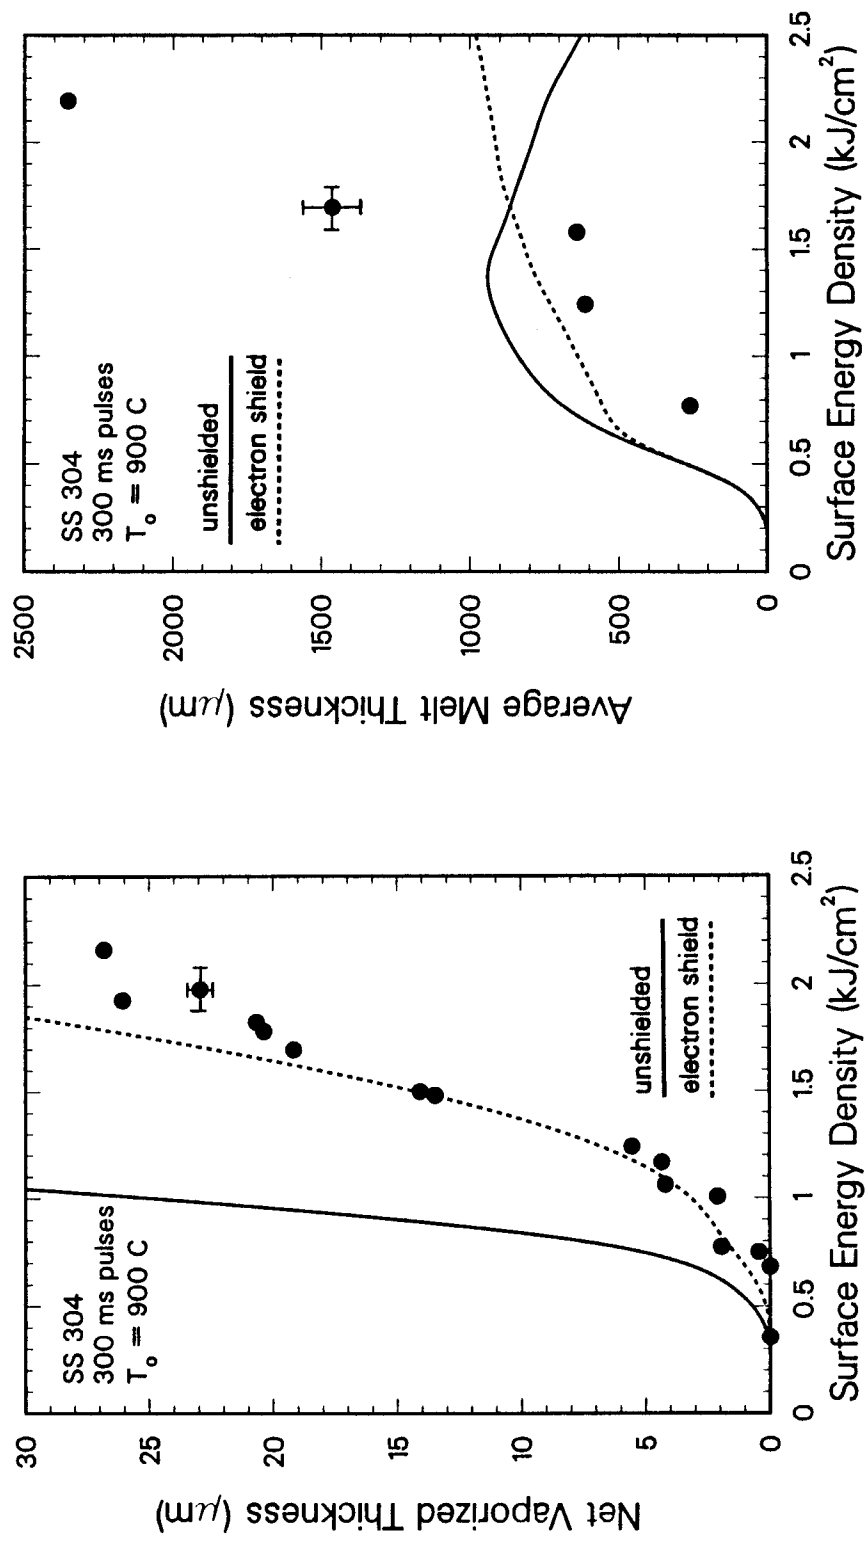 Net Vaporized Thickness (μm)
30
25
20
15
10
5
0
SS 304
300 ms pulses
T₀ = 900 C
unshielded
electron shield
0
0.5
1
1.5
2
2.5
Surface Energy Density (kJ/cm²)
Average Melt Thickness (μm)
2500
2000
1500
1000
500
0
SS 304
300 ms pulses
T₀ = 900 C
unshielded
electron shield
0
0.5
1
1.5
2
2.5
Surface Energy Density (kJ/cm²)